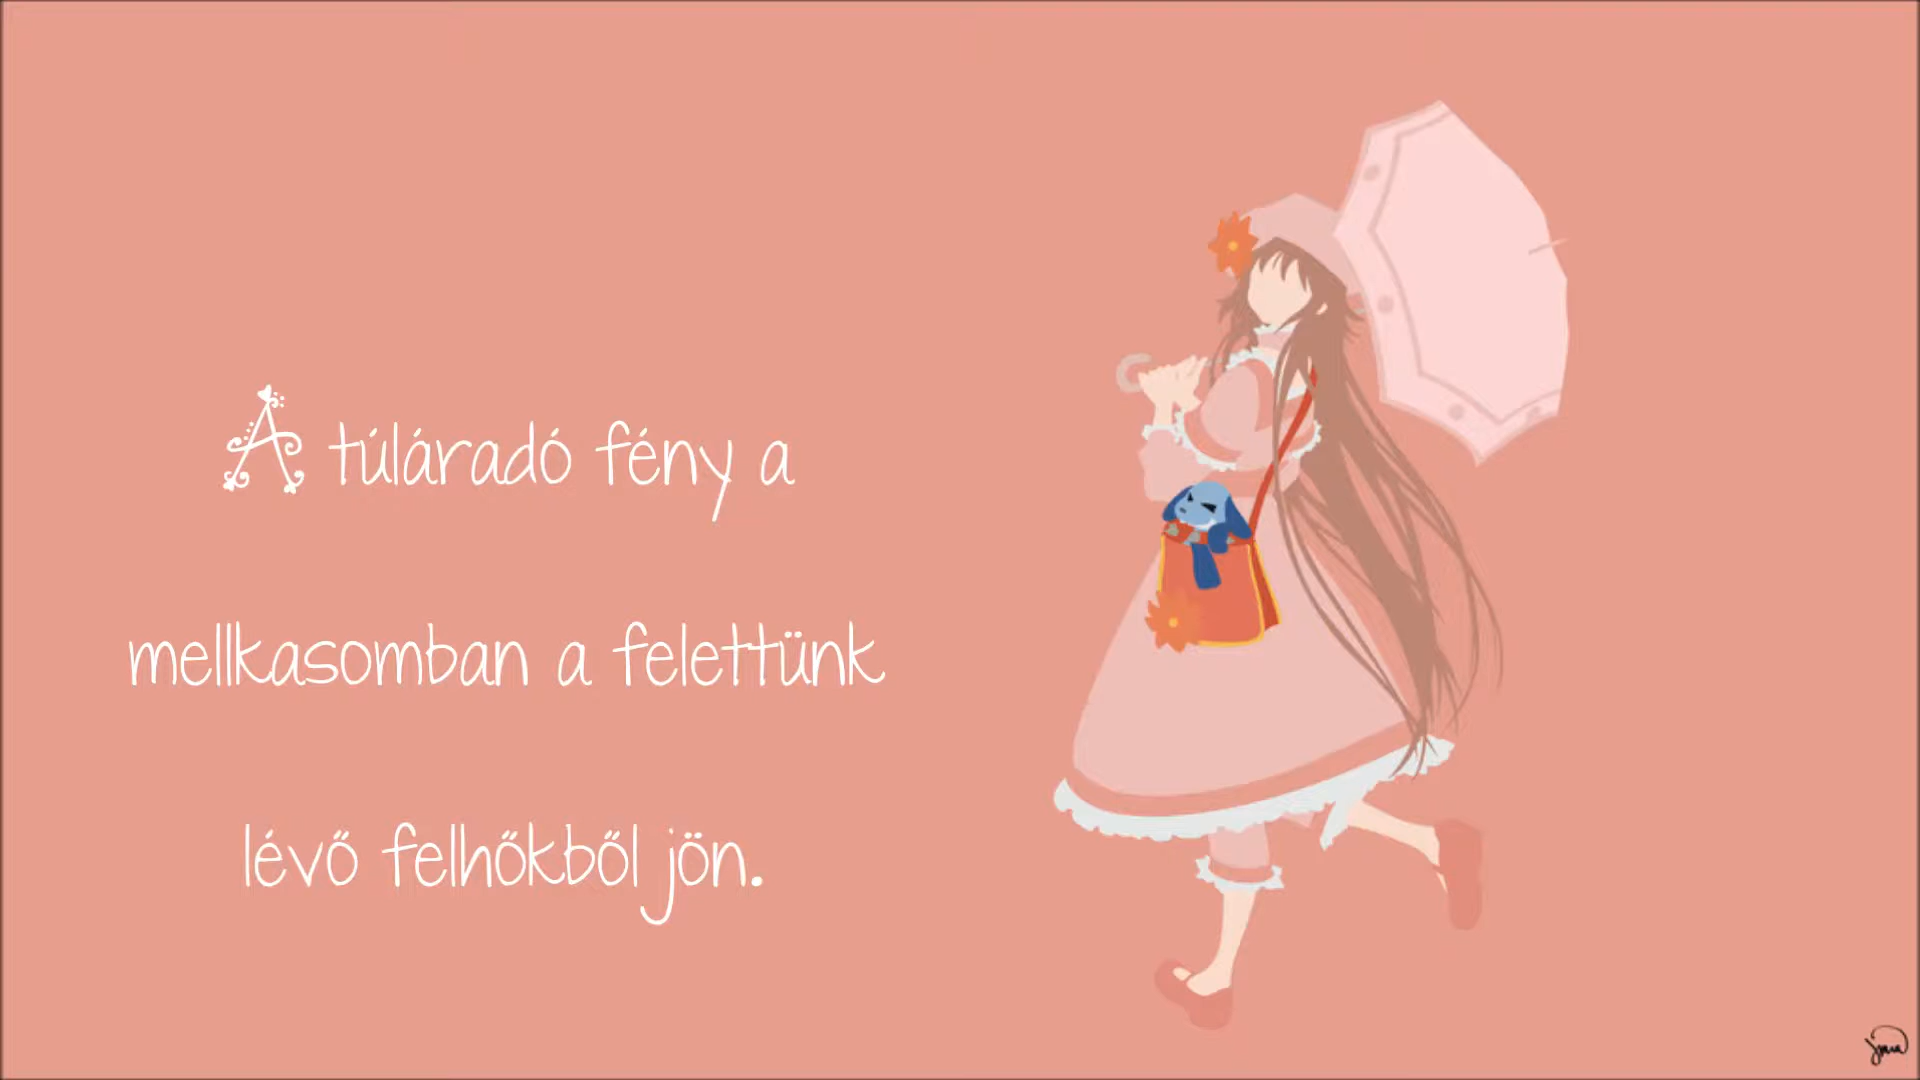 A túláradó fény a
mellkasomban a felettünk
lévő felhőkből jön.